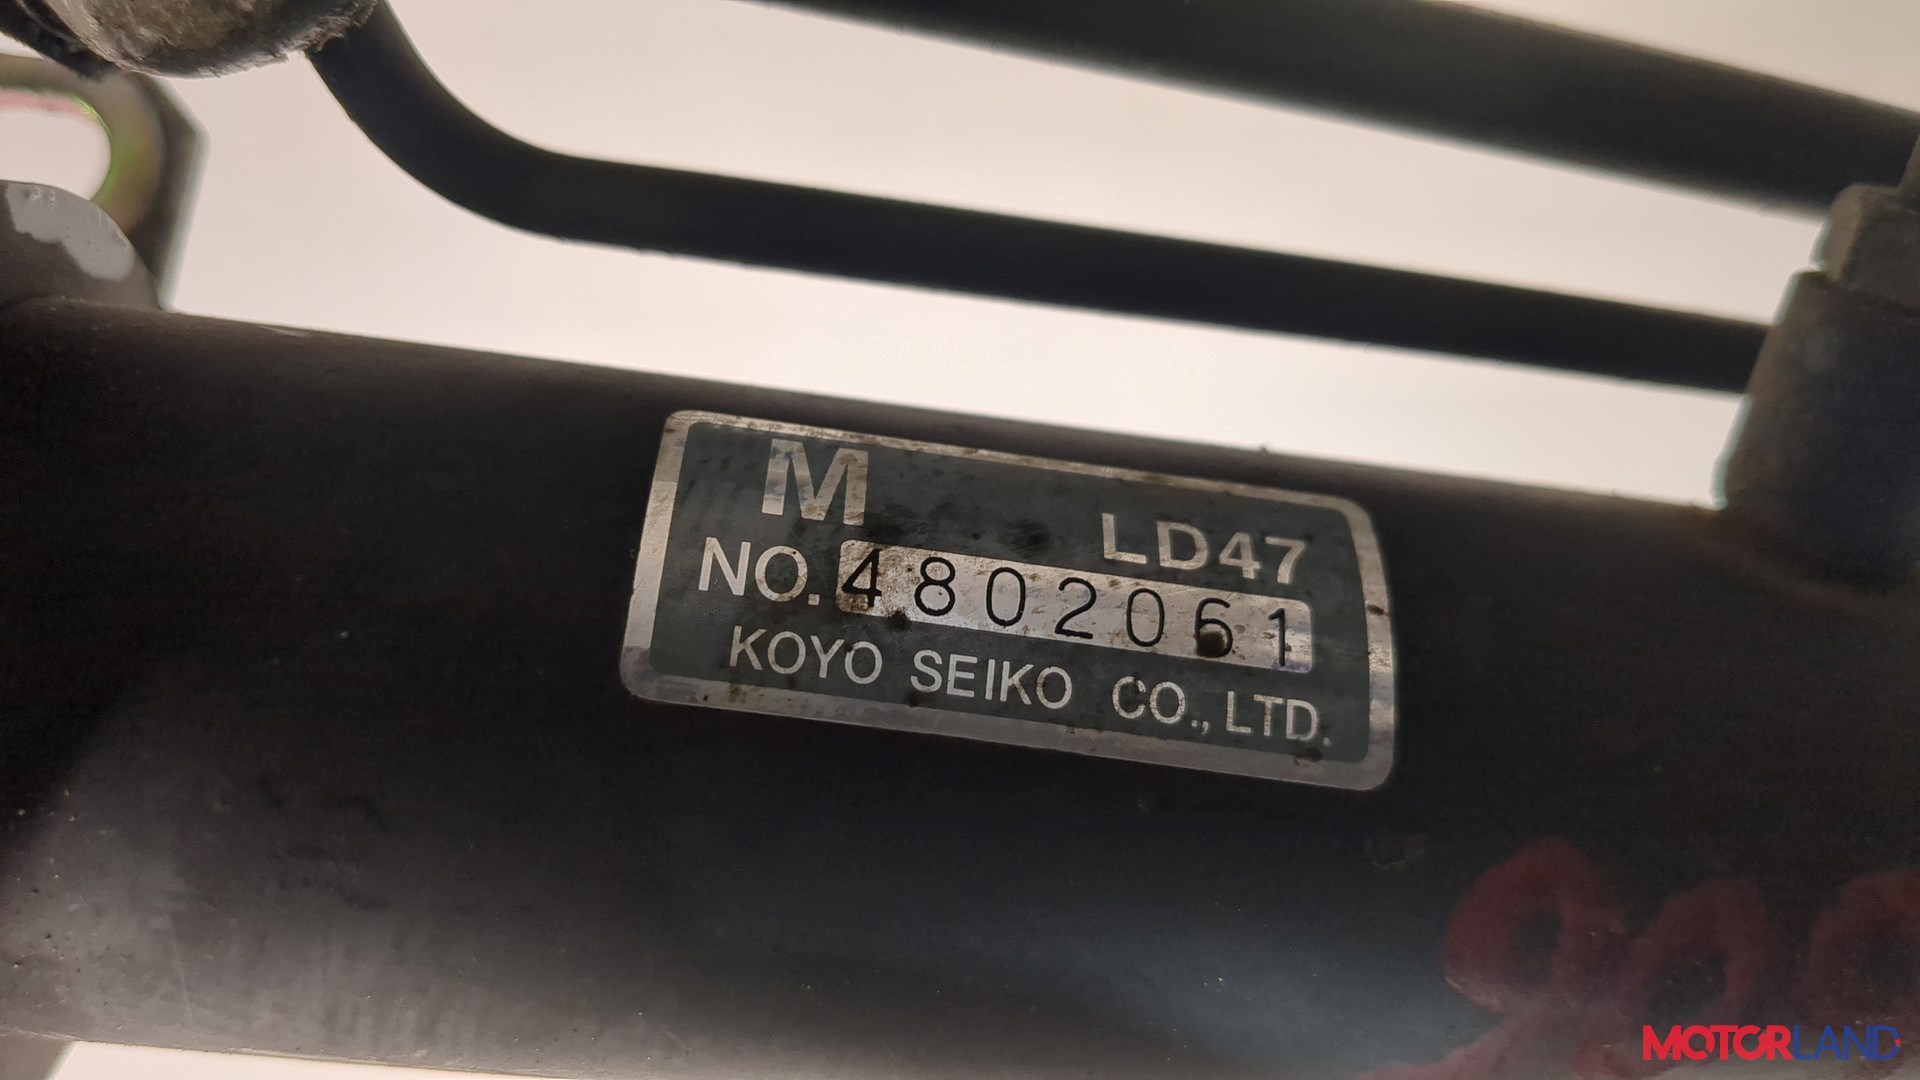 M
LD47
NO. 4802061
KOYO SEIKO CO., LTD.
MOTORLAND